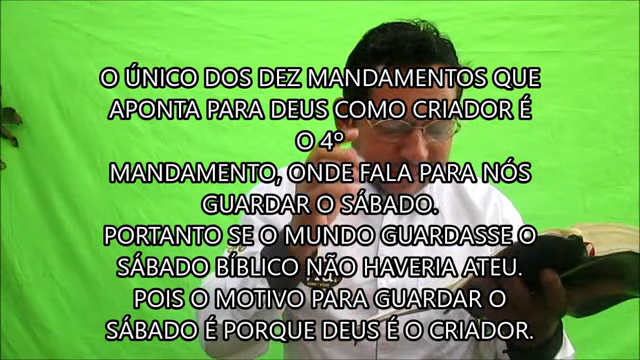 O ÚNICO DOS DEZ MANDAMENTOS QUE
APONTA PARA DEUS COMO CRIADOR É
O 4º
MANDAMENTO, ONDE FALA PARA NÓS
GUARDAR O SÁBADO.
PORTANTO SE O MUNDO GUARDASSE O
SÁBADO BÍBLICO NÃO HAVERIA ATEU.
POIS O MOTIVO PARA GUARDAR O
SÁBADO É PORQUE DEUS É O CRIADOR.